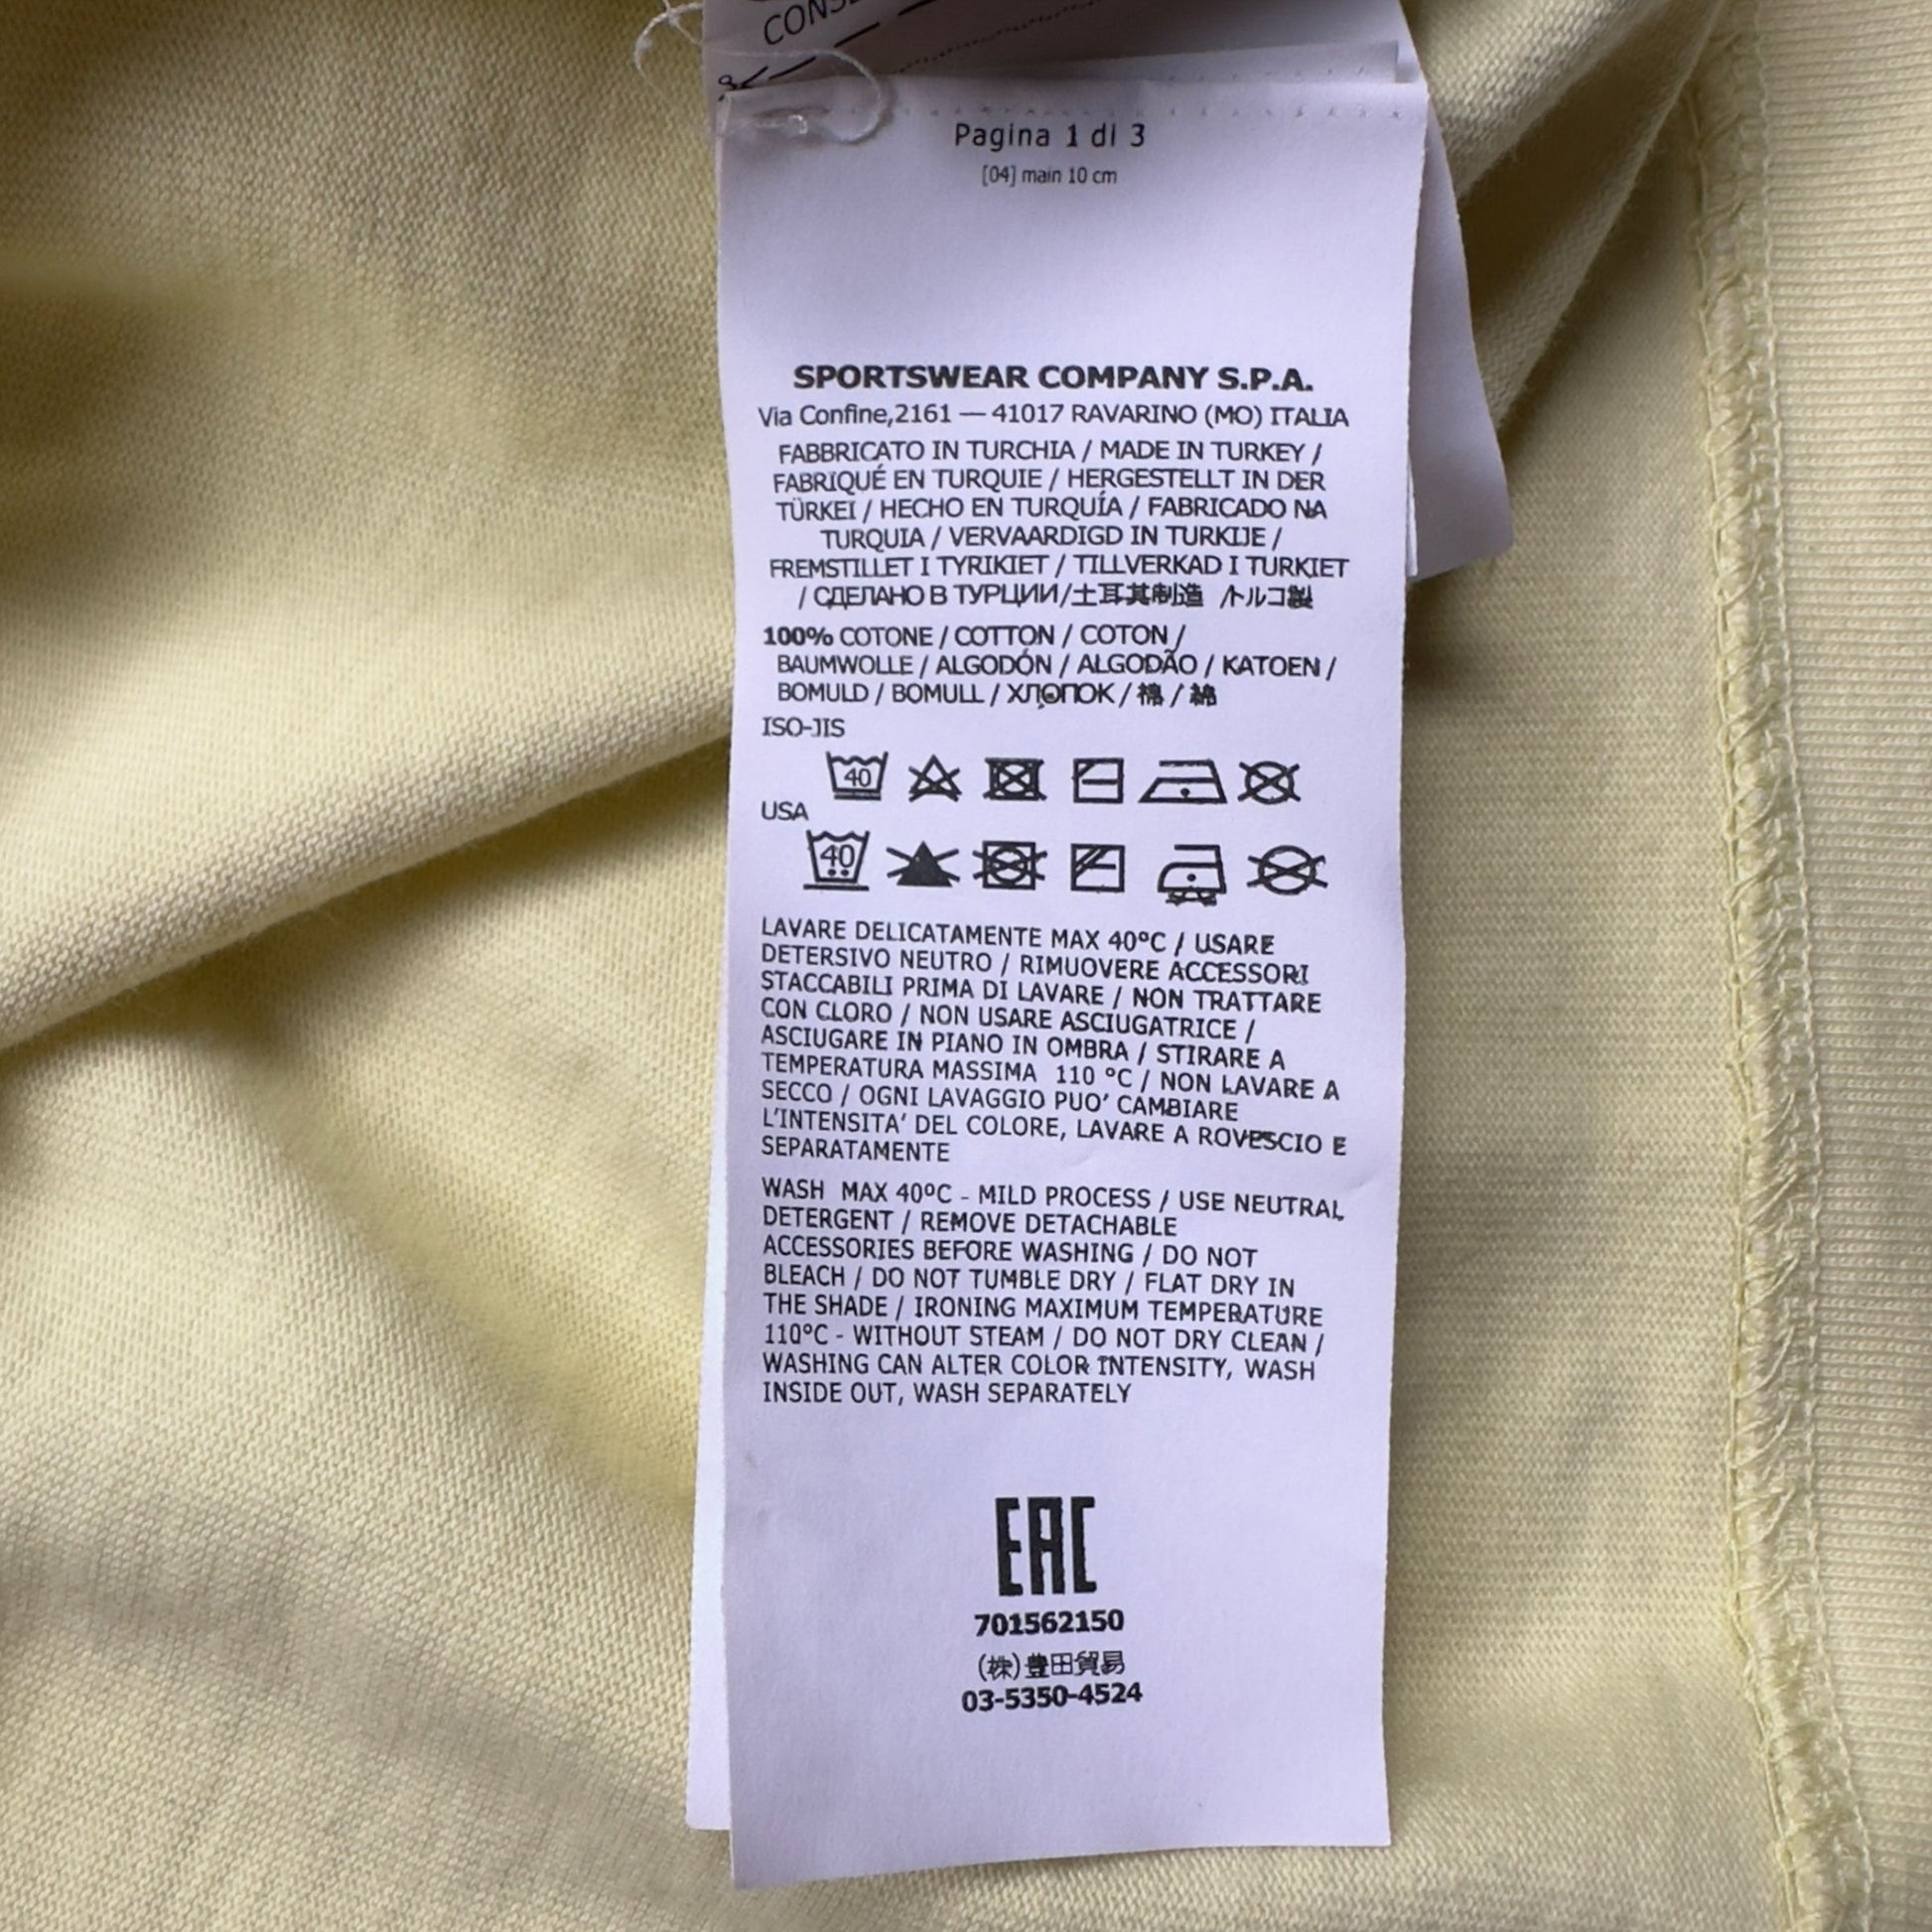 CONSE
Pagina 1 di 3
[04] main 10 cm
SPORTSWEAR COMPANY S.P.A.
Via Confine,2161 — 41017 RAVARINO (MO) ITALIA
FABBRICATO IN TURCHIA / MADE IN TURKEY /
FABRIQUÉ EN TURQUIE / HERGESTELLT IN DER
TÜRKEI / HECHO EN TURQUÍA / FABRICADO NA
TURQUIA / VERVAARDIGD IN TURKIJE /
FREMSTILLET I TYRIKIET / TILLVERKAD I TURKIET
/ СДЕЛАНО В ТУРЦИИ/土耳其制造 /トルコ製
100% COTONE / COTTON / COTON /
BAUMWOLLE / ALGODÓN / ALGODÃO / KATOEN /
BOMULD / BOMULL / ХЛОПОК / 棉 / 綿
ISO-JIS
40
USA
40
LAVARE DELICATAMENTE MAX 40°C / USARE
DETERSIVO NEUTRO / RIMUOVERE ACCESSORI
STACCABILI PRIMA DI LAVARE / NON TRATTARE
CON CLORO / NON USARE ASCIUGATRICE /
ASCIUGARE IN PIANO IN OMBRA / STIRARE A
TEMPERATURA MASSIMA 110 °C / NON LAVARE A
SECCO / OGNI LAVAGGIO PUO' CAMBIARE
L'INTENSITA' DEL COLORE, LAVARE A ROVESCIO E
SEPARATAMENTE
WASH MAX 40ºC - MILD PROCESS / USE NEUTRAL
DETERGENT / REMOVE DETACHABLE
ACCESSORIES BEFORE WASHING / DO NOT
BLEACH / DO NOT TUMBLE DRY / FLAT DRY IN
THE SHADE / IRONING MAXIMUM TEMPERATURE
110°C - WITHOUT STEAM / DO NOT DRY CLEAN /
WASHING CAN ALTER COLOR INTENSITY, WASH
INSIDE OUT, WASH SEPARATELY
EAC
701562150
(株)豊田貿易
03-5350-4524